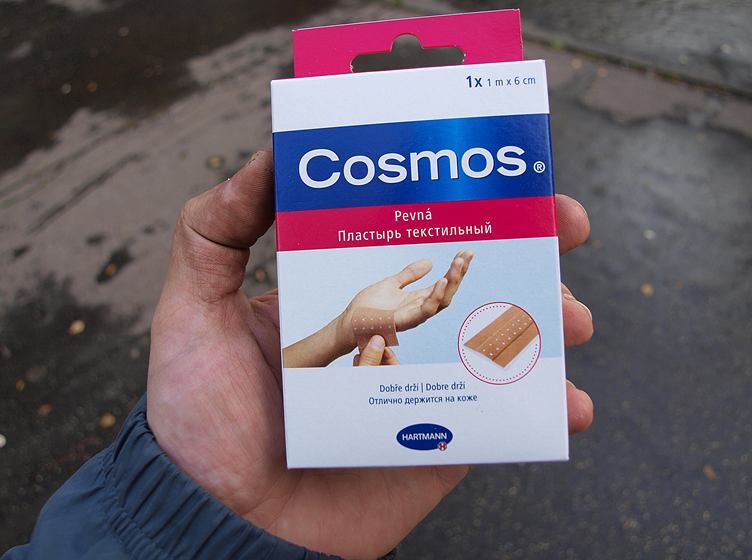 1x 1 m x 6 cm
Cosmos®
Pevná
Пластырь текстильный
Dobře drží | Dobre drží
Отлично держится на коже
HARTMANN